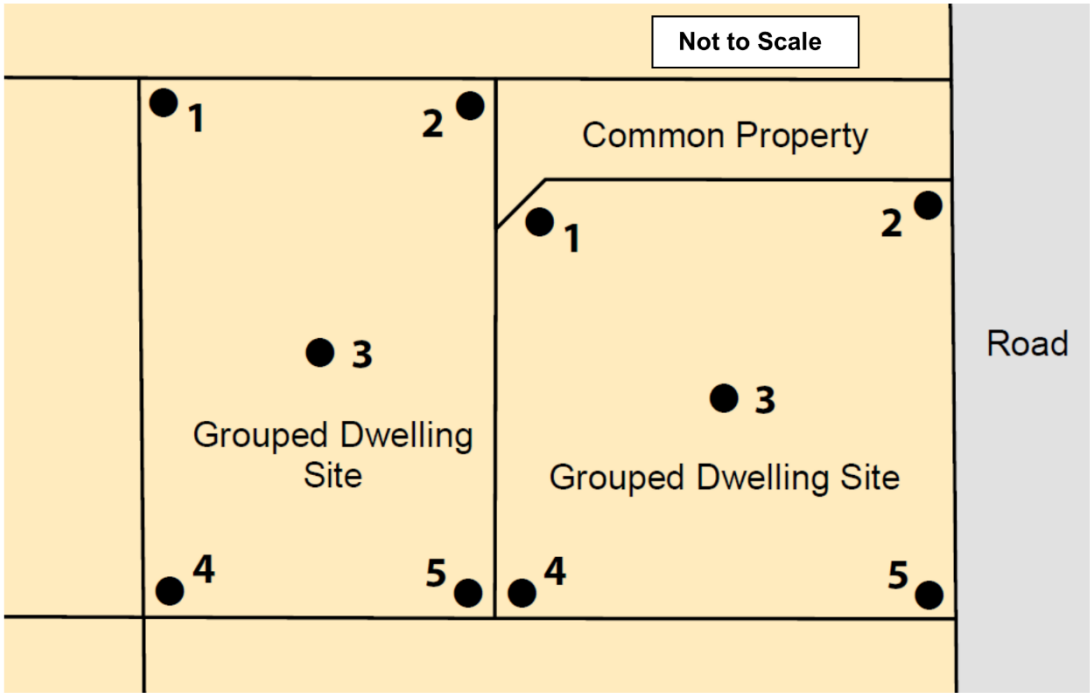 Not to Scale
1
2
Common Property
1
2
3
Road
3
Grouped Dwelling
Site
Grouped Dwelling Site
4
5
4
5